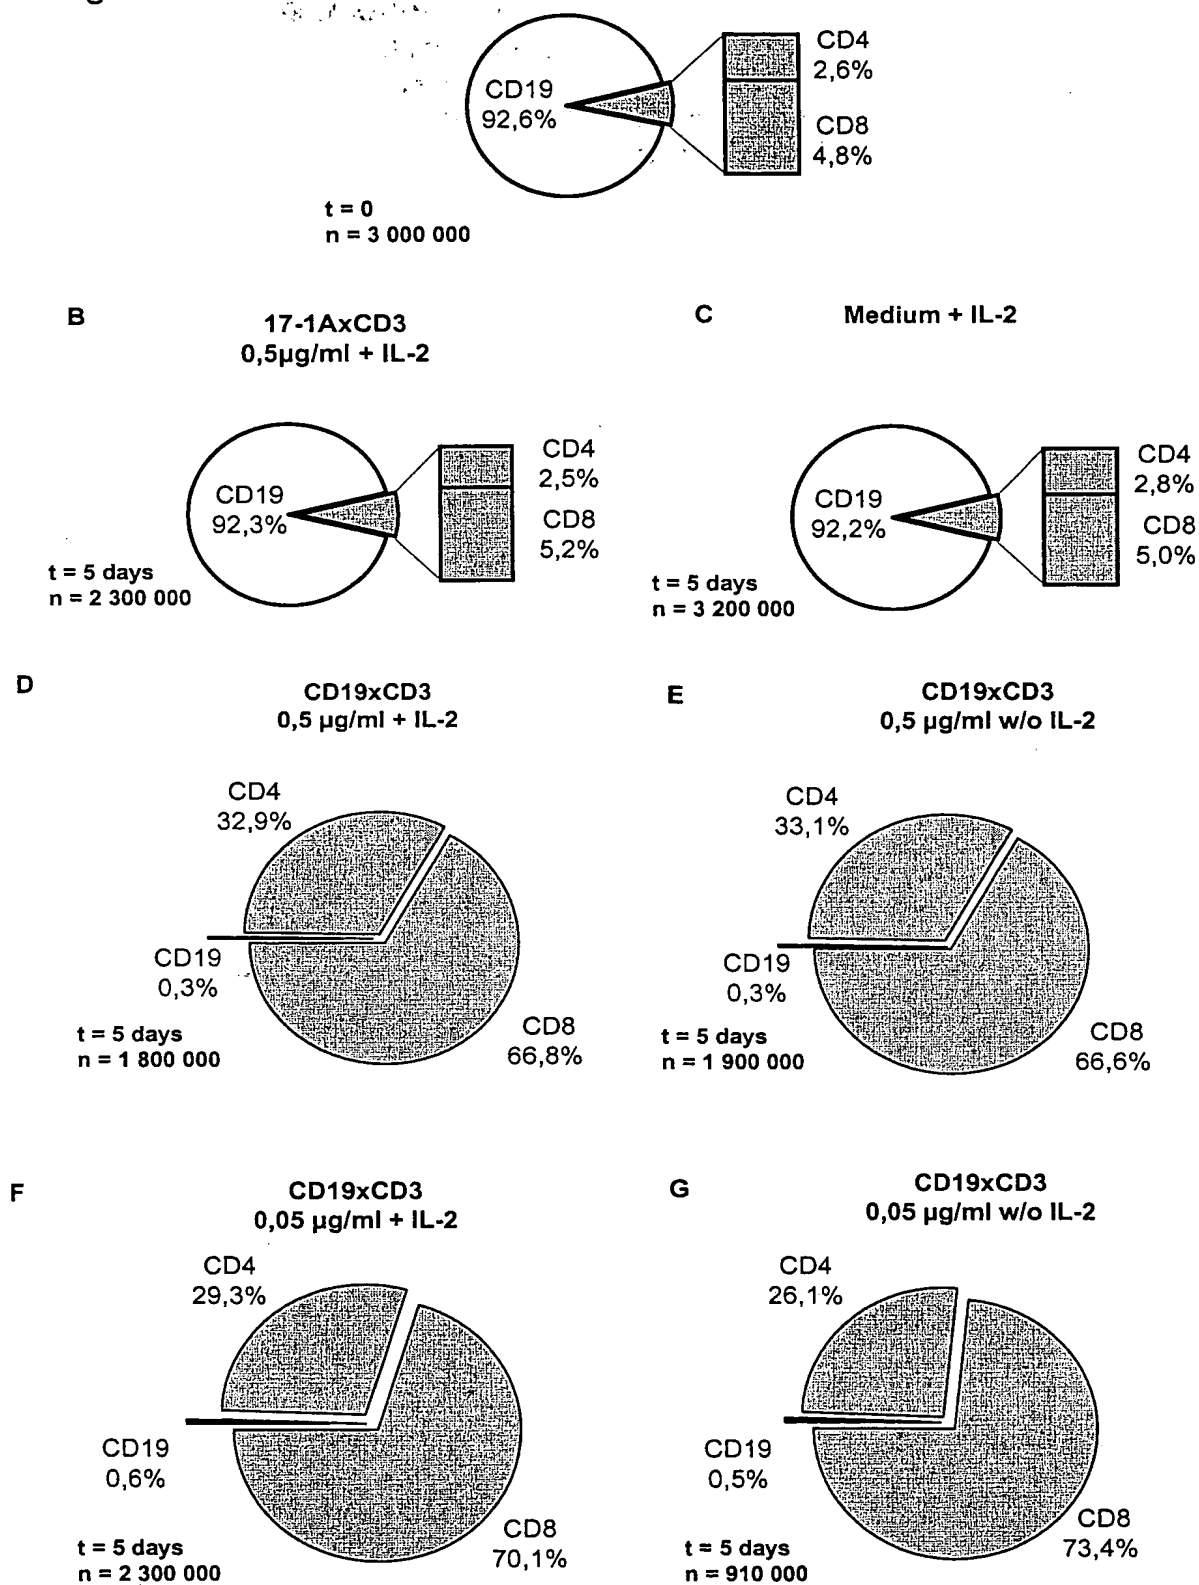 CD19
92,6%
CD4
2,6%
CD8
4,8%
t = 0
n = 3 000 000
B
17-1AxCD3
0,5µg/ml + IL-2
CD19
92,3%
CD4
2,5%
CD8
5,2%
t = 5 days
n = 2 300 000
C
Medium + IL-2
CD19
92,2%
CD4
2,8%
CD8
5,0%
t = 5 days
n = 3 200 000
D
CD19xCD3
0,5 µg/ml + IL-2
CD4
32,9%
CD19
0,3%
CD8
66,8%
t = 5 days
n = 1 800 000
E
CD19xCD3
0,5 µg/ml w/o IL-2
CD4
33,1%
CD19
0,3%
CD8
66,6%
t = 5 days
n = 1 900 000
F
CD19xCD3
0,05 µg/ml + IL-2
CD4
29,3%
CD19
0,6%
CD8
70,1%
t = 5 days
n = 2 300 000
G
CD19xCD3
0,05 µg/ml w/o IL-2
CD4
26,1%
CD19
0,5%
CD8
73,4%
t = 5 days
n = 910 000